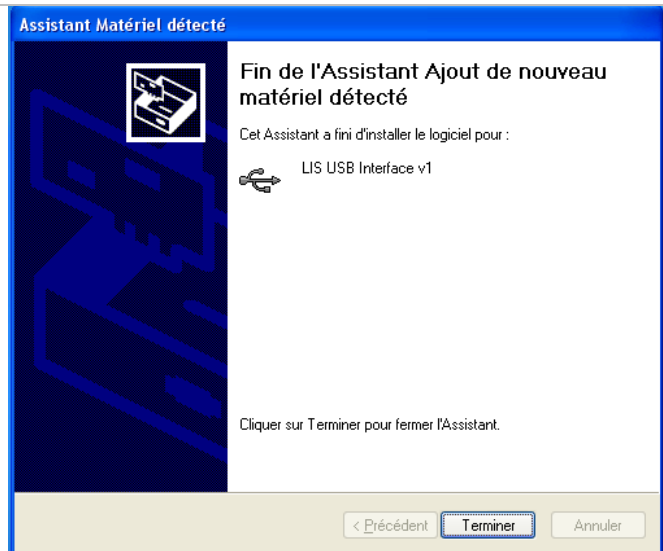 Assistant Matériel détecté
Fin de l'Assistant Ajout de nouveau
matériel détecté
Cet Assistant a fini d'installer le logiciel pour :
LIS USB Interface v1
Cliquer sur Terminer pour fermer l'Assistant.
< Précédent
Terminer
Annuler